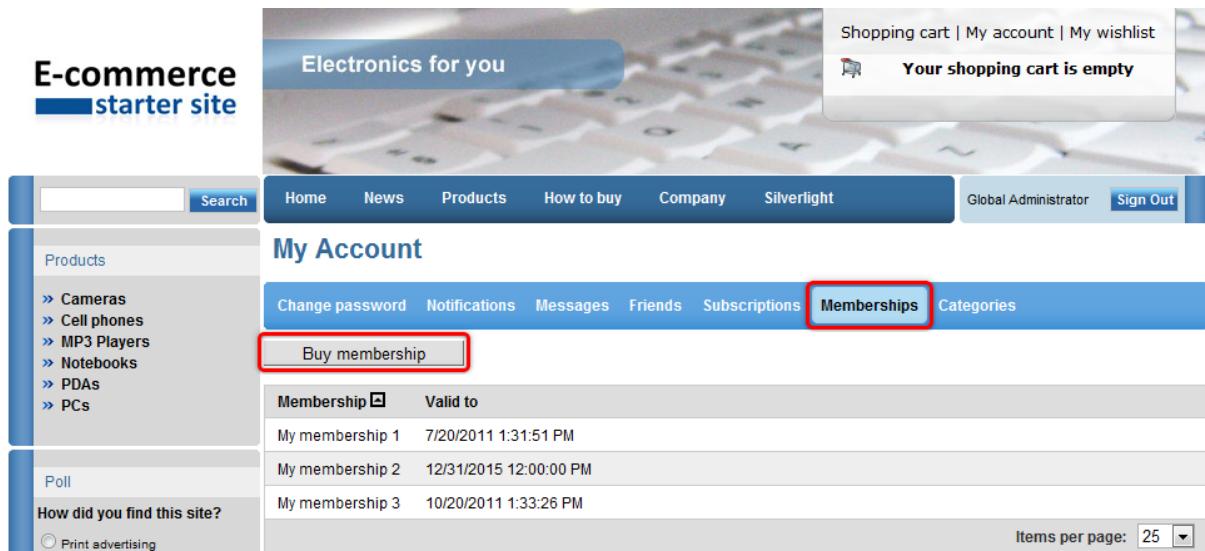 E-commerce
starter site
Electronics for you
Shopping cart | My account | My wishlist
Your shopping cart is empty
Search
Home News Products How to buy Company Silverlight
Global Administrator Sign Out
Products
» Cameras
» Cell phones
» MP3 Players
» Notebooks
» PDAs
» PCs
Poll
How did you find this site?
Print advertising
My Account
Change password Notifications Messages Friends Subscriptions Memberships Categories
Buy membership
Membership Valid to
My membership 1 7/20/2011 1:31:51 PM
My membership 2 12/31/2015 12:00:00 PM
My membership 3 10/20/2011 1:33:26 PM
Items per page: 25